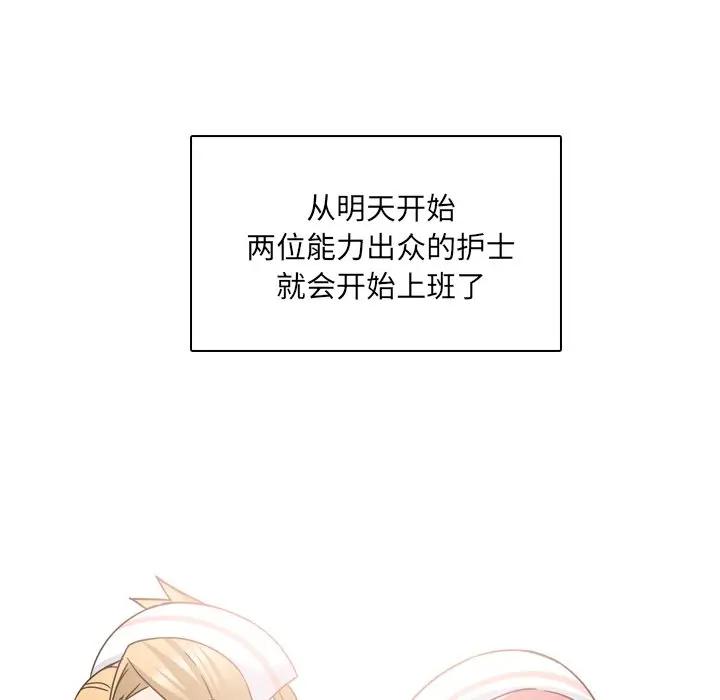 从明天开始
两位能力出众的护士
就会开始上班了